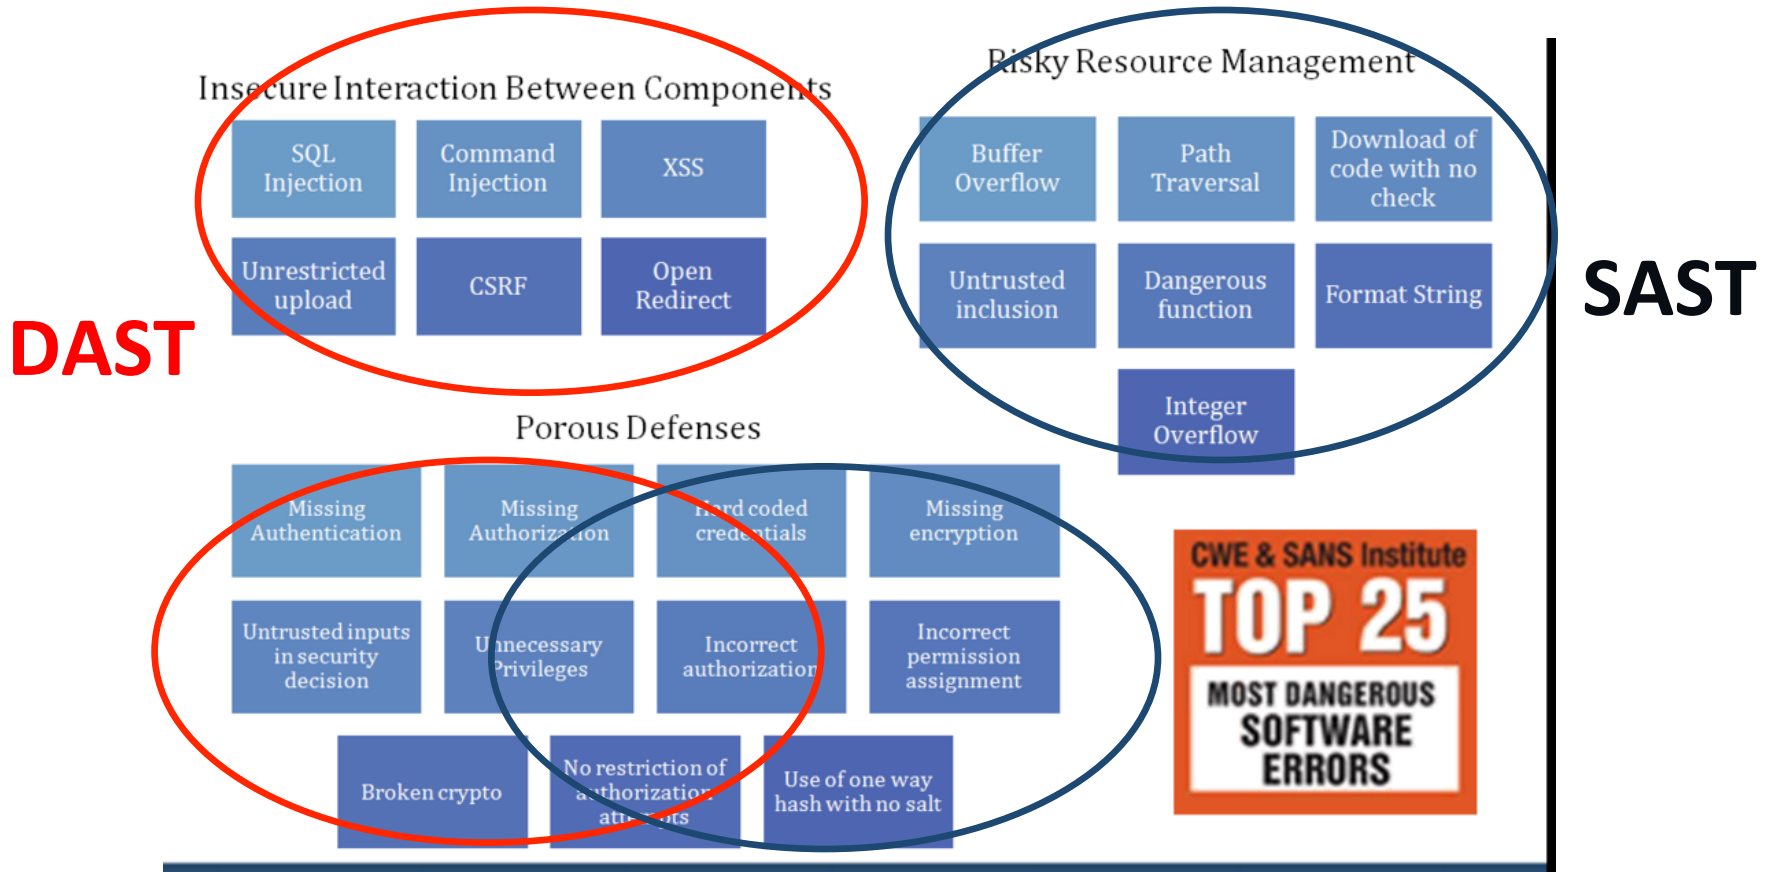 Insecure Interaction Between Components
SQL
Injection
Command
Injection
XSS
Unrestricted
upload
CSRF
Open
Redirect
DAST
Risky Resource Management
Buffer
Overflow
Path
Traversal
Download of
code with no
check
Untrusted
inclusion
Dangerous
function
Format String
Integer
Overflow
SAST
Porous Defenses
Missing
Authentication
Missing
Authorization
Hard coded
credentials
Missing
encryption
Untrusted inputs
in security
decision
Unnecessary
Privileges
Incorrect
authorization
Incorrect
permission
assignment
Broken crypto
No restriction of
authorization
attempts
Use of one way
hash with no salt
CWE & SANS Institute
TOP 25
MOST DANGEROUS
SOFTWARE
ERRORS